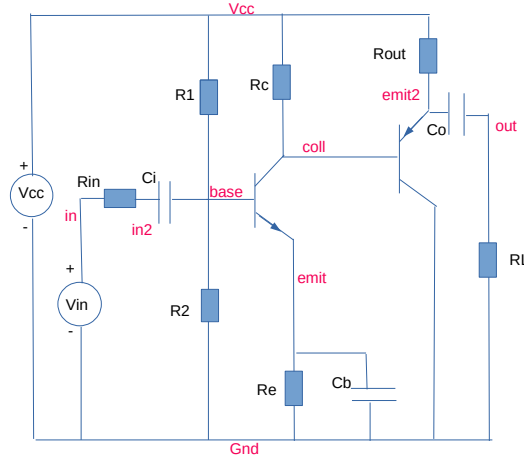 Vcc
Rout
R1
Rc
emit2
Co
out
coll
+
Vcc
-
Rin
Ci
base
in
in2
+
Vin
-
emit
RL
R2
Re
Cb
Gnd